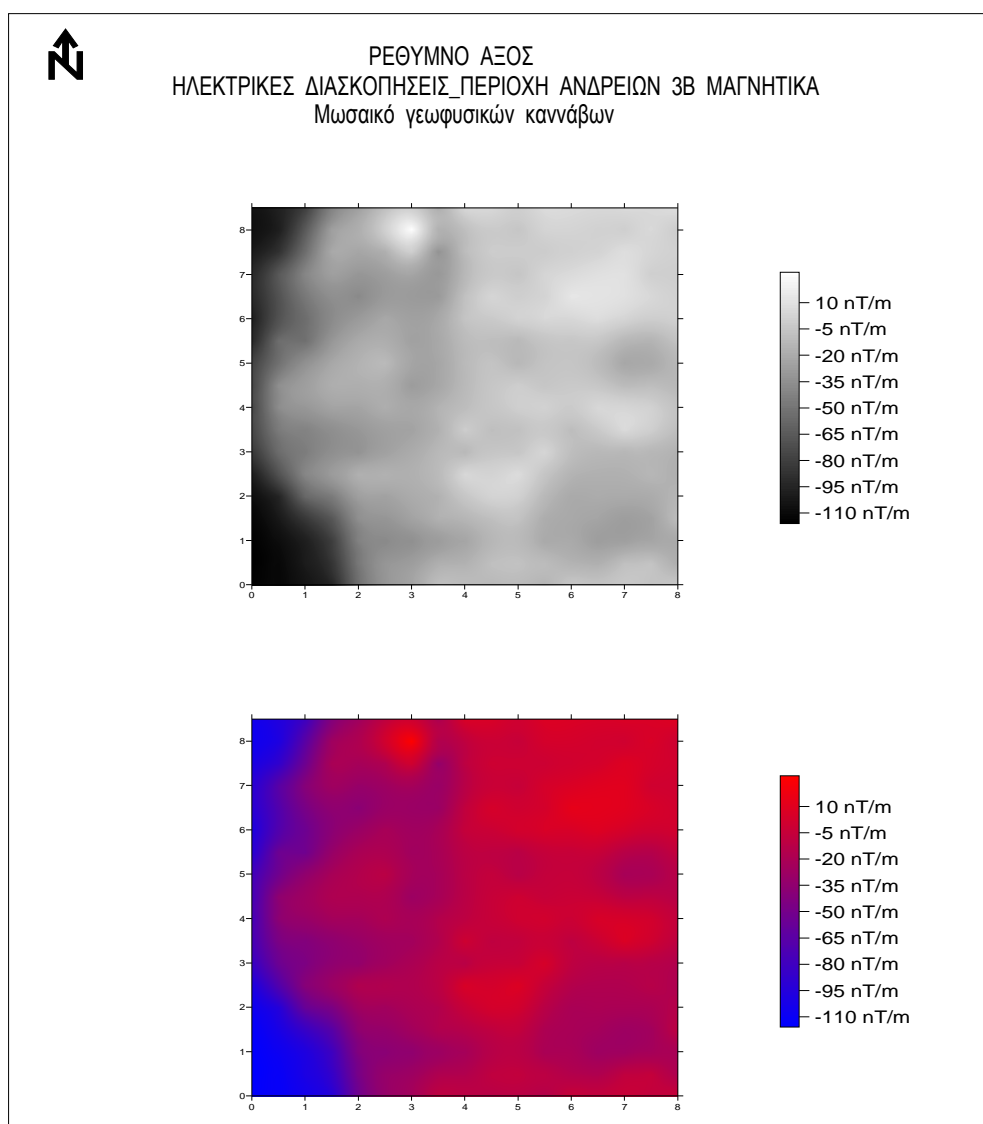 N
ΡΕΘΥΜΝΟ ΑΞΟΣ
ΗΛΕΚΤΡΙΚΕΣ ΔΙΑΣΚΟΠΗΣΕΙΣ_ΠΕΡΙΟΧΗ ΑΝΔΡΕΙΩΝ 3Β ΜΑΓΝΗΤΙΚΑ
Μωσαικό γεωφυσικών καννάβων
8
7
6
5
4
3
2
1
0
0 1 2 3 4 5 6 7 8
10 nT/m
-5 nT/m
-20 nT/m
-35 nT/m
-50 nT/m
-65 nT/m
-80 nT/m
-95 nT/m
-110 nT/m
8
7
6
5
4
3
2
1
0
0 1 2 3 4 5 6 7 8
10 nT/m
-5 nT/m
-20 nT/m
-35 nT/m
-50 nT/m
-65 nT/m
-80 nT/m
-95 nT/m
-110 nT/m